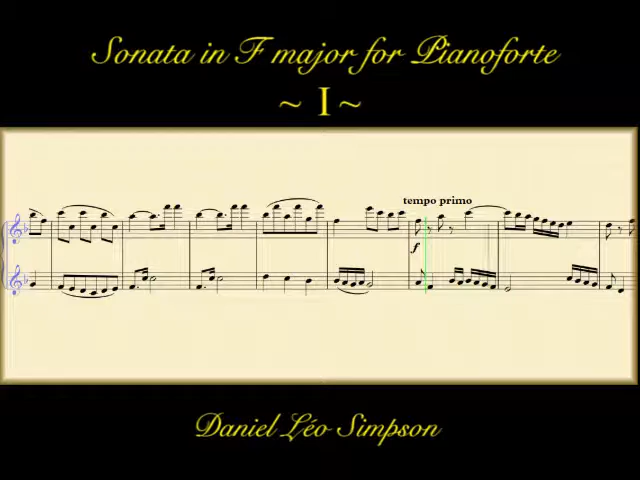 Sonata in F major for Pianoforte
~ I ~
tempo primo
f
Daniel Léo Simpson